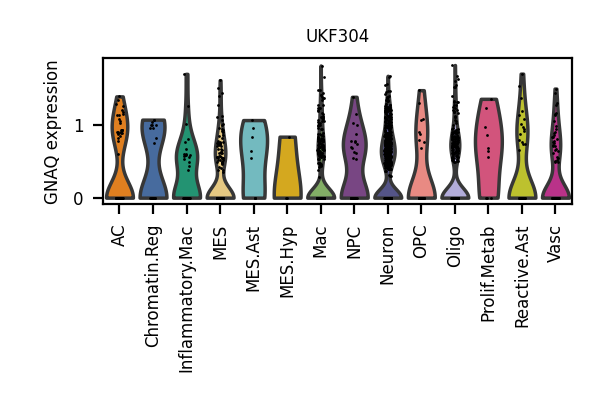 UKF304
GNAQ expression
1
0
AC
Chromatin.Reg
Inflammatory.Mac
MES
MES.Ast
MES.Hyp
Mac
NPC
Neuron
OPC
Oligo
Prolif.Metab
Reactive.Ast
Vasc